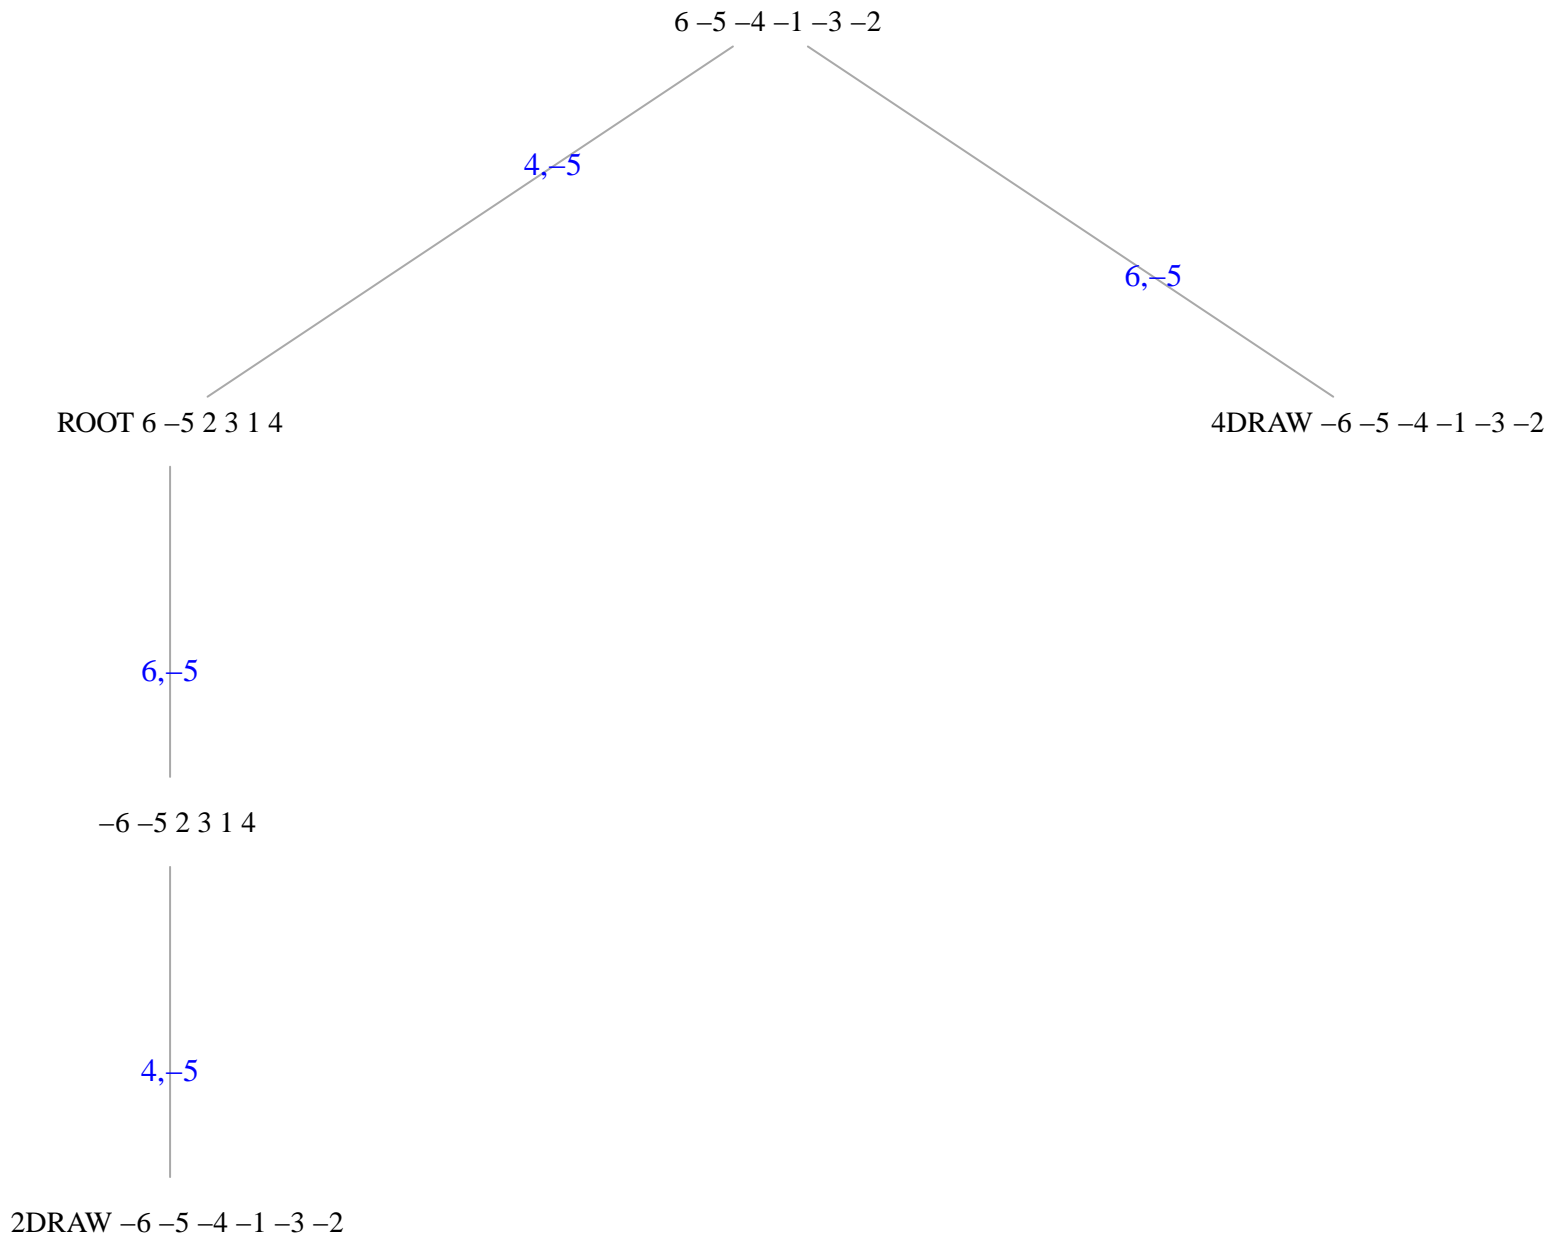 6 –5 –4 –1 –3 –2
4,–5
6,–5
ROOT 6 –5 2 3 1 4
4DRAW –6 –5 –4 –1 –3 –2
6,–5
–6 –5 2 3 1 4
4,–5
2DRAW –6 –5 –4 –1 –3 –2